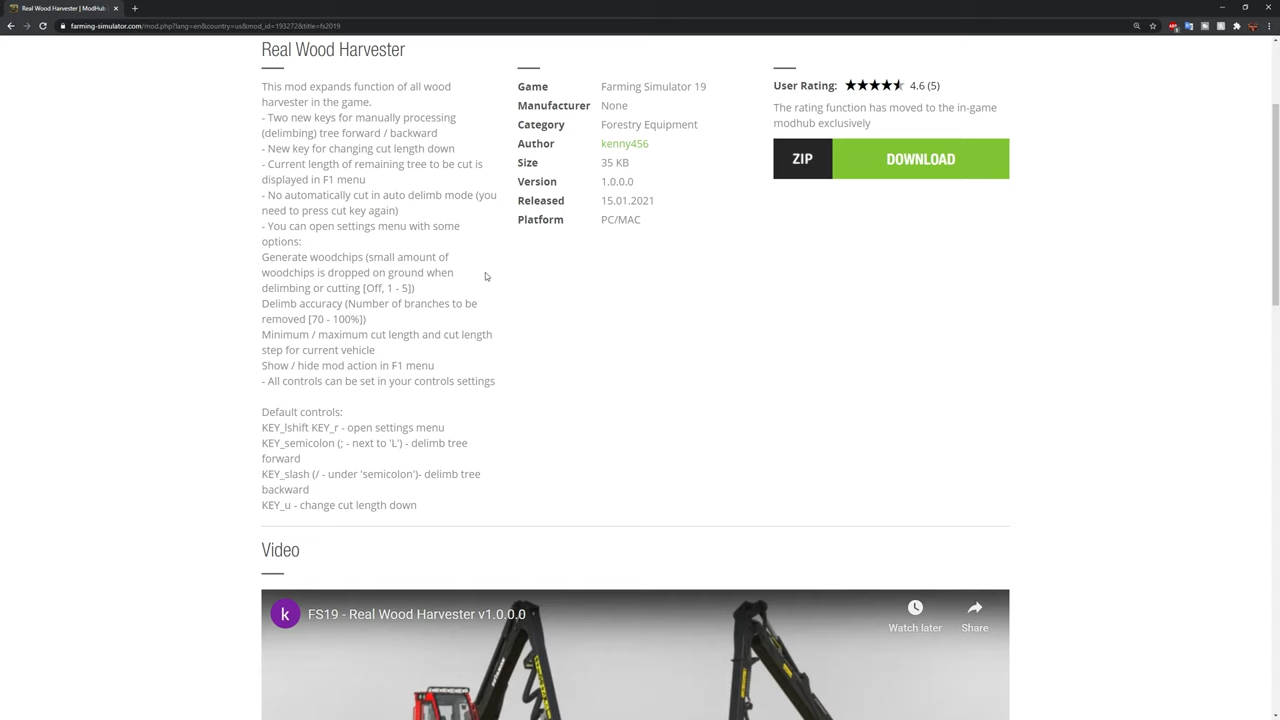 Real Wood Harvester | ModHub
farming-simulator.com/mod.php?lang=en&country=us&mod_id=193272&title=fs2019
Real Wood Harvester
This mod expands function of all wood
harvester in the game.
- Two new keys for manually processing
(delimbing) tree forward / backward
- New key for changing cut length down
- Current length of remaining tree to be cut is
displayed in F1 menu
- No automatically cut in auto delimb mode (you
need to press cut key again)
- You can open settings menu with some
options:
Generate woodchips (small amount of
woodchips is dropped on ground when
delimbing or cutting [Off, 1 - 5])
Delimb accuracy (Number of branches to be
removed [70 - 100%])
Minimum / maximum cut length and cut length
step for current vehicle
Show / hide mod action in F1 menu
- All controls can be set in your controls settings
Default controls:
KEY_lshift KEY_r - open settings menu
KEY_semicolon (; - next to 'L') - delimb tree
forward
KEY_slash (/ - under 'semicolon')- delimb tree
backward
KEY_u - change cut length down
Game Farming Simulator 19
Manufacturer None
Category Forestry Equipment
Author kenny456
Size 35 KB
Version 1.0.0.0
Released 15.01.2021
Platform PC/MAC
User Rating: 4.6 (5)
The rating function has moved to the in-game
modhub exclusively
ZIP DOWNLOAD
Video
k FS19 - Real Wood Harvester v1.0.0.0
Watch later Share